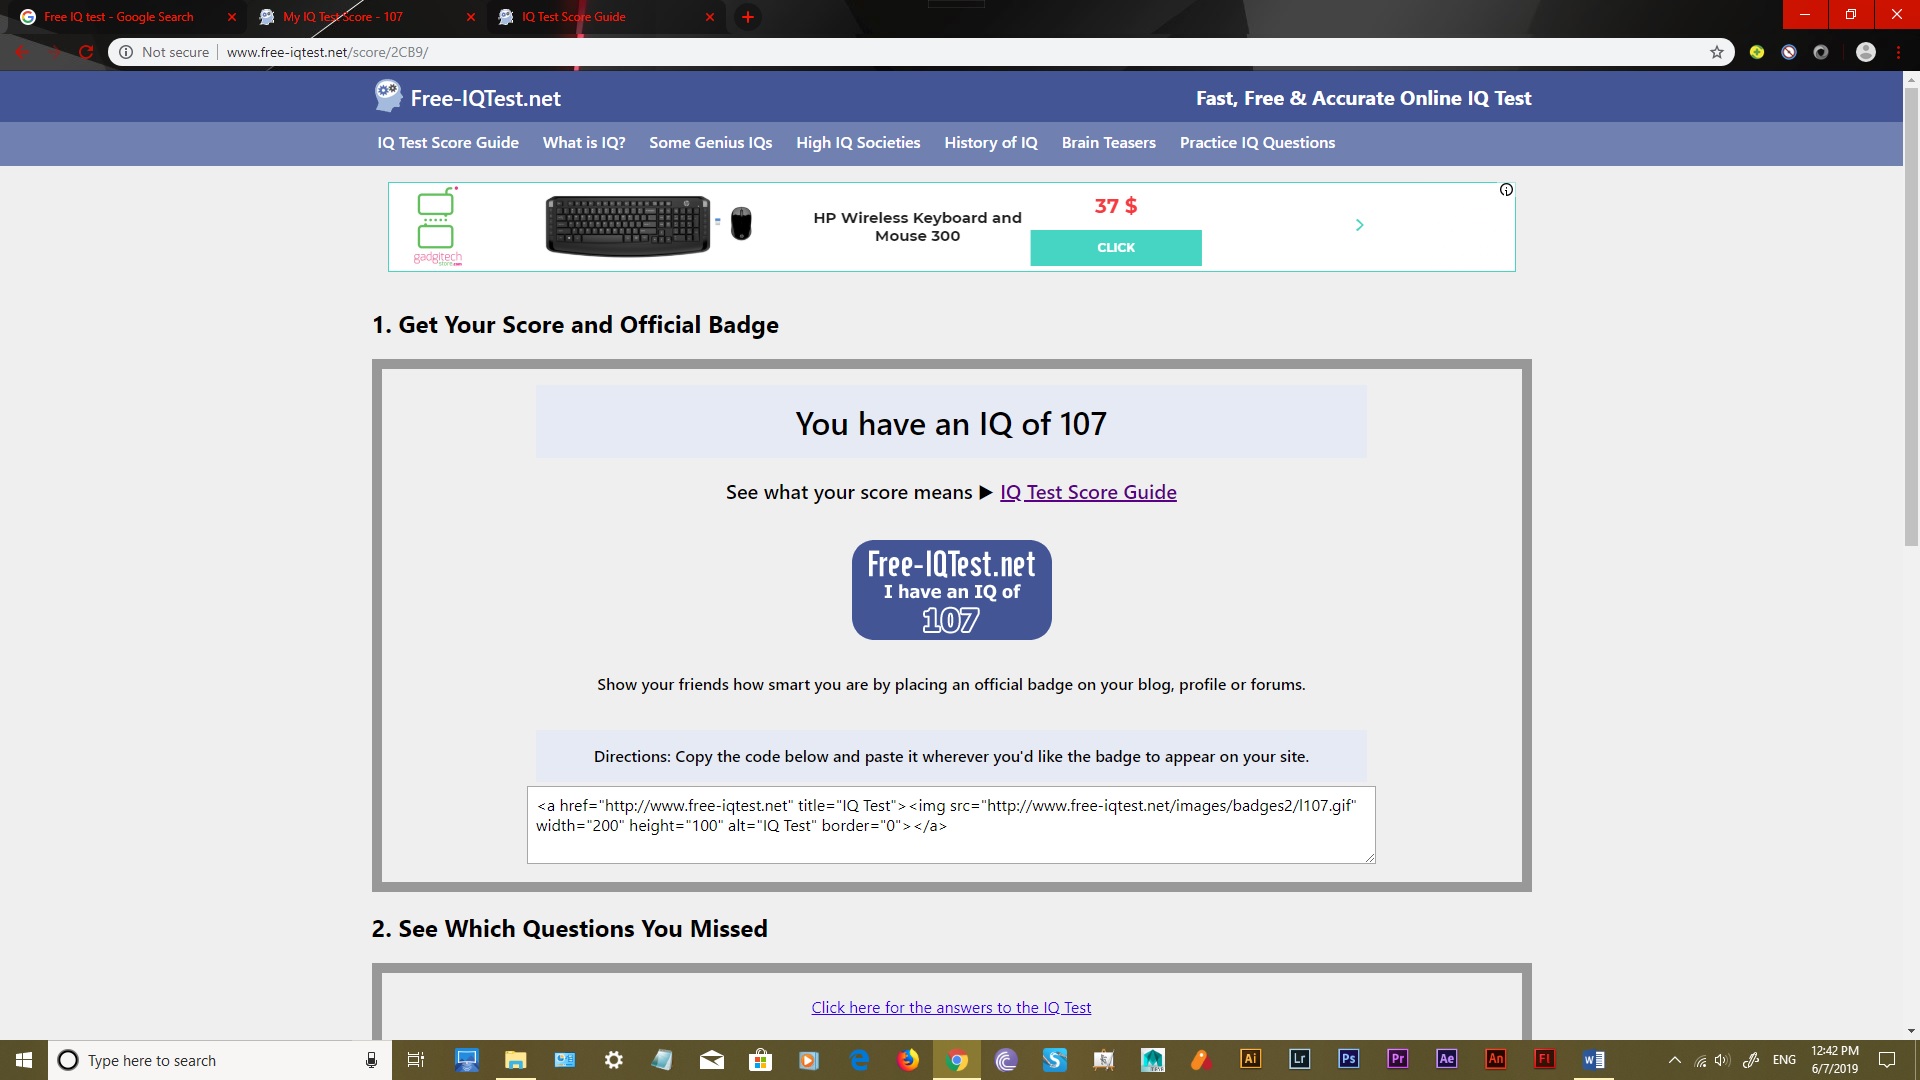 Free IQ test - Google Search
My IQ Test Score - 107
IQ Test Score Guide
Not secure
www.free-iqtest.net/score/2CB9/
Free-IQTest.net
Fast, Free & Accurate Online IQ Test
IQ Test Score Guide
What is IQ?
Some Genius IQs
High IQ Societies
History of IQ
Brain Teasers
Practice IQ Questions
gadgitech
store.com
HP Wireless Keyboard and
Mouse 300
37 $
CLICK
1. Get Your Score and Official Badge
You have an IQ of 107
See what your score means ► IQ Test Score Guide
Free-IQTest.net
I have an IQ of
107
Show your friends how smart you are by placing an official badge on your blog, profile or forums.
Directions: Copy the code below and paste it wherever you'd like the badge to appear on your site.
<a href="http://www.free-iqtest.net" title="IQ Test"><img src="http://www.free-iqtest.net/images/badges2/l107.gif"
width="200" height="100" alt="IQ Test" border="0"></a>
2. See Which Questions You Missed
Click here for the answers to the IQ Test
Type here to search
Ai
Lr
Ps
Pr
Ae
An
Fl
ENG
12:42 PM
6/7/2019